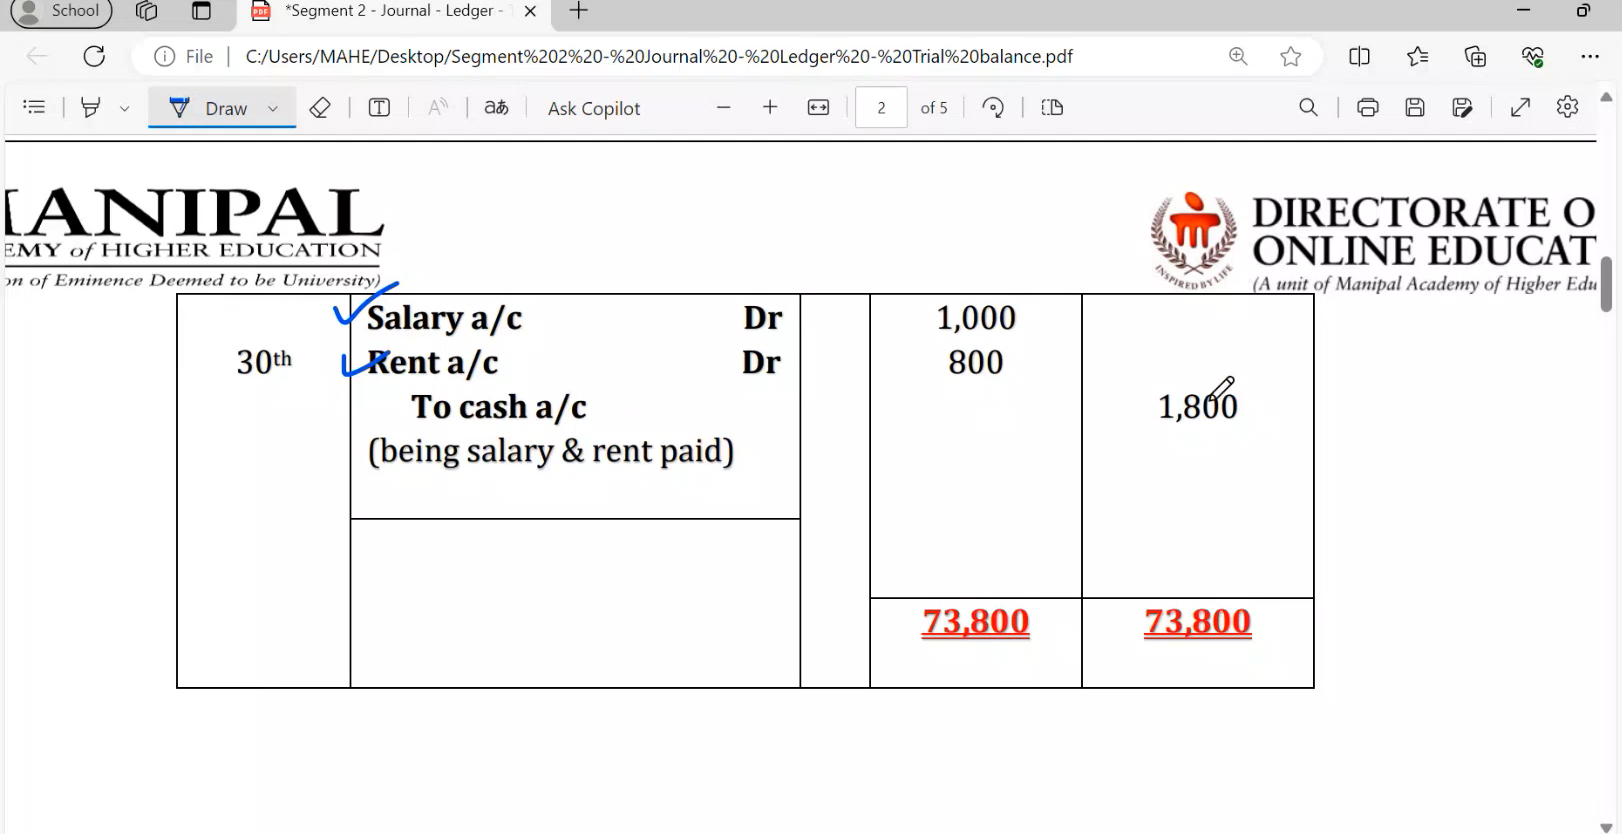 School
*Segment 2 - Journal - Ledger -
File
C:/Users/MAHE/Desktop/Segment%202%20-%20Journal%20-%20Ledger%20-%20Trial%20balance.pdf
Draw
Ask Copilot
2 of 5
MANIPAL
EMY of HIGHER EDUCATION
on of Eminence Deemed to be University)
INSPIRED BY LIFE
DIRECTORATE O
ONLINE EDUCAT
(A unit of Manipal Academy of Higher Edu
Salary a/c Dr 1,000
30th Rent a/c Dr 800
To cash a/c 1,800
(being salary & rent paid)
73,800 73,800